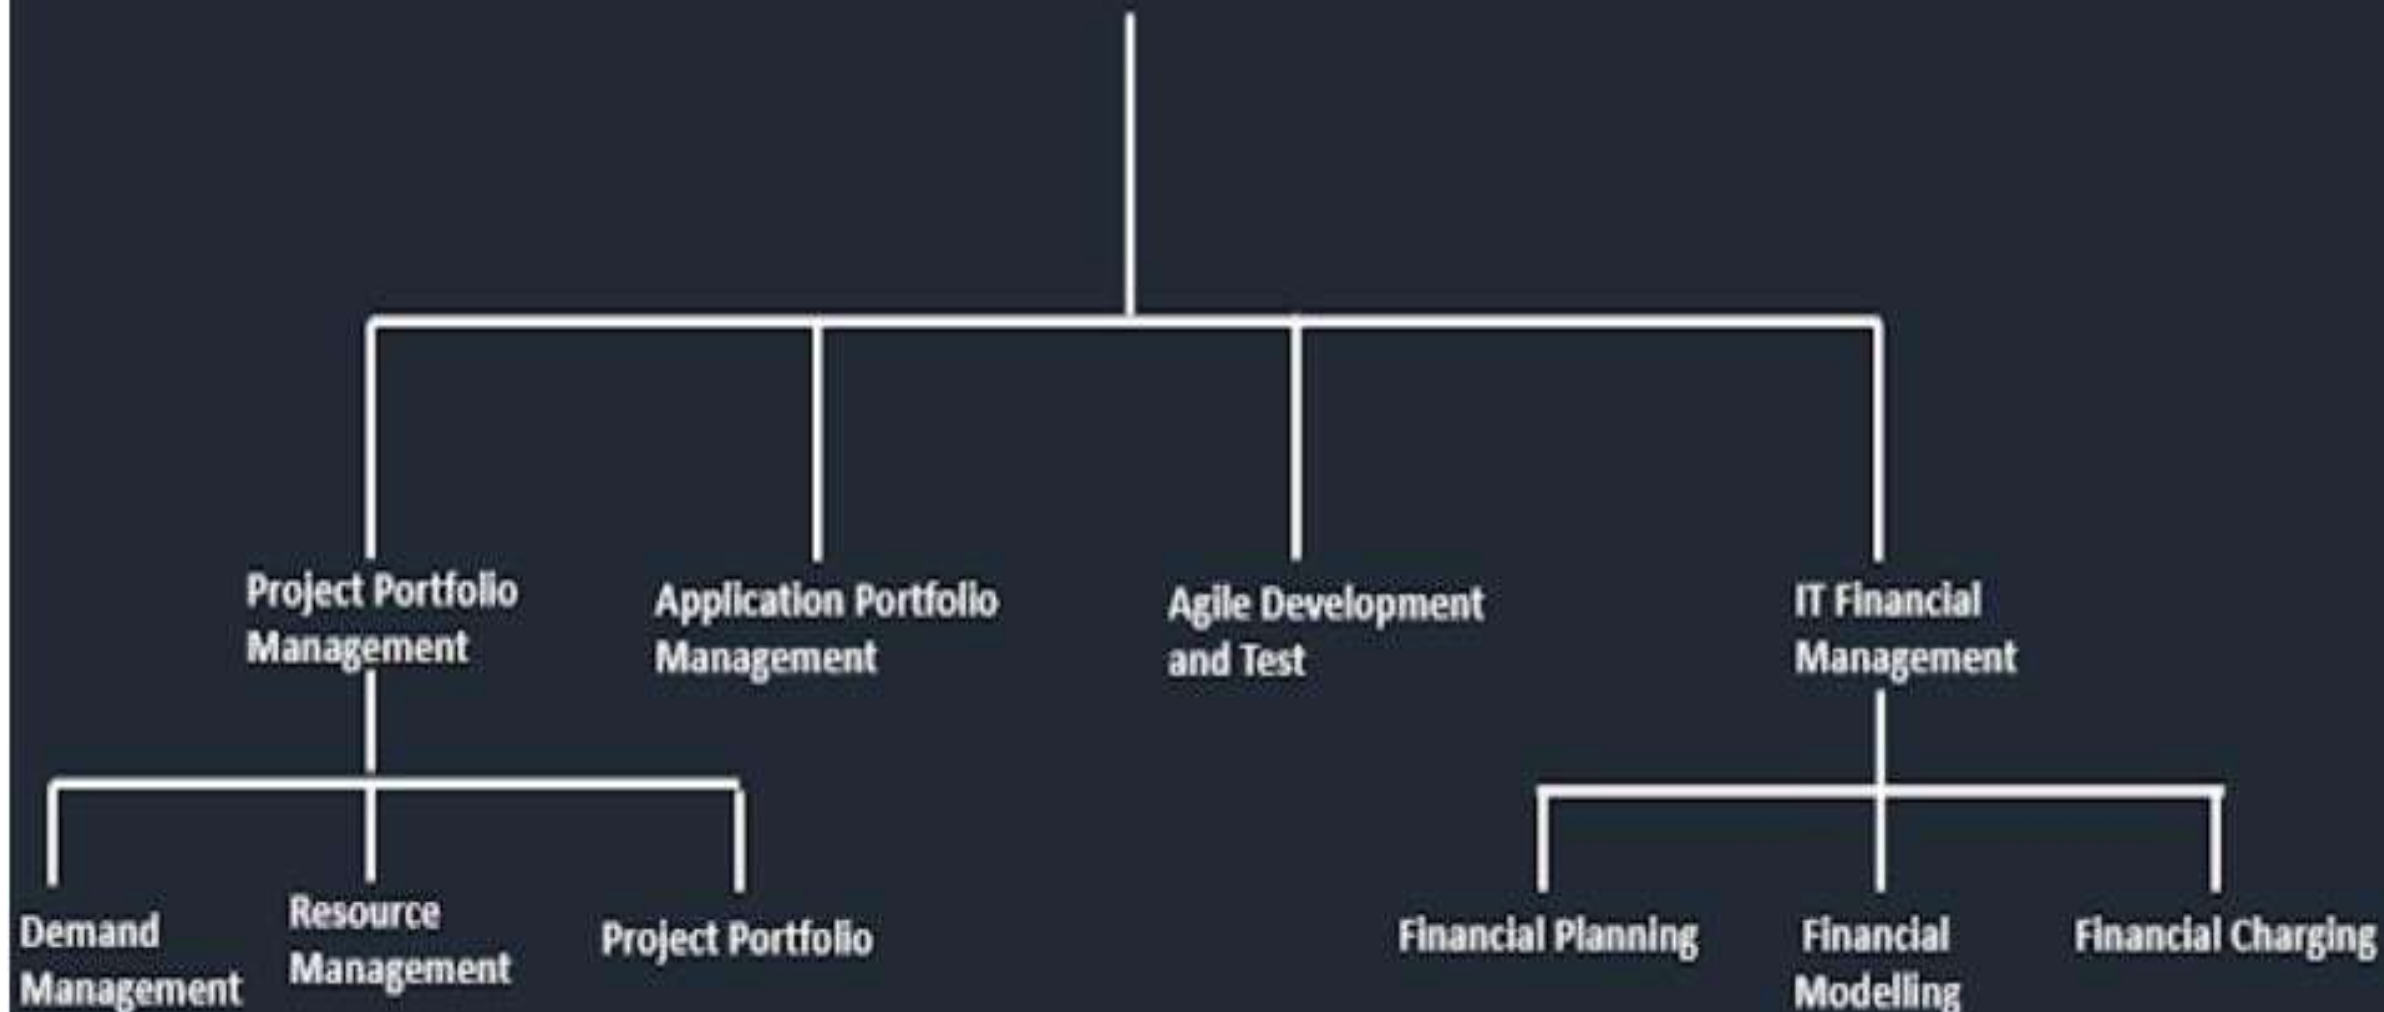 Project Portfolio
Management
Application Portfolio
Management
Agile Development
and Test
IT Financial
Management
Demand
Management
Resource
Management
Project Portfolio
Financial Planning
Financial
Modelling
Financial Charging